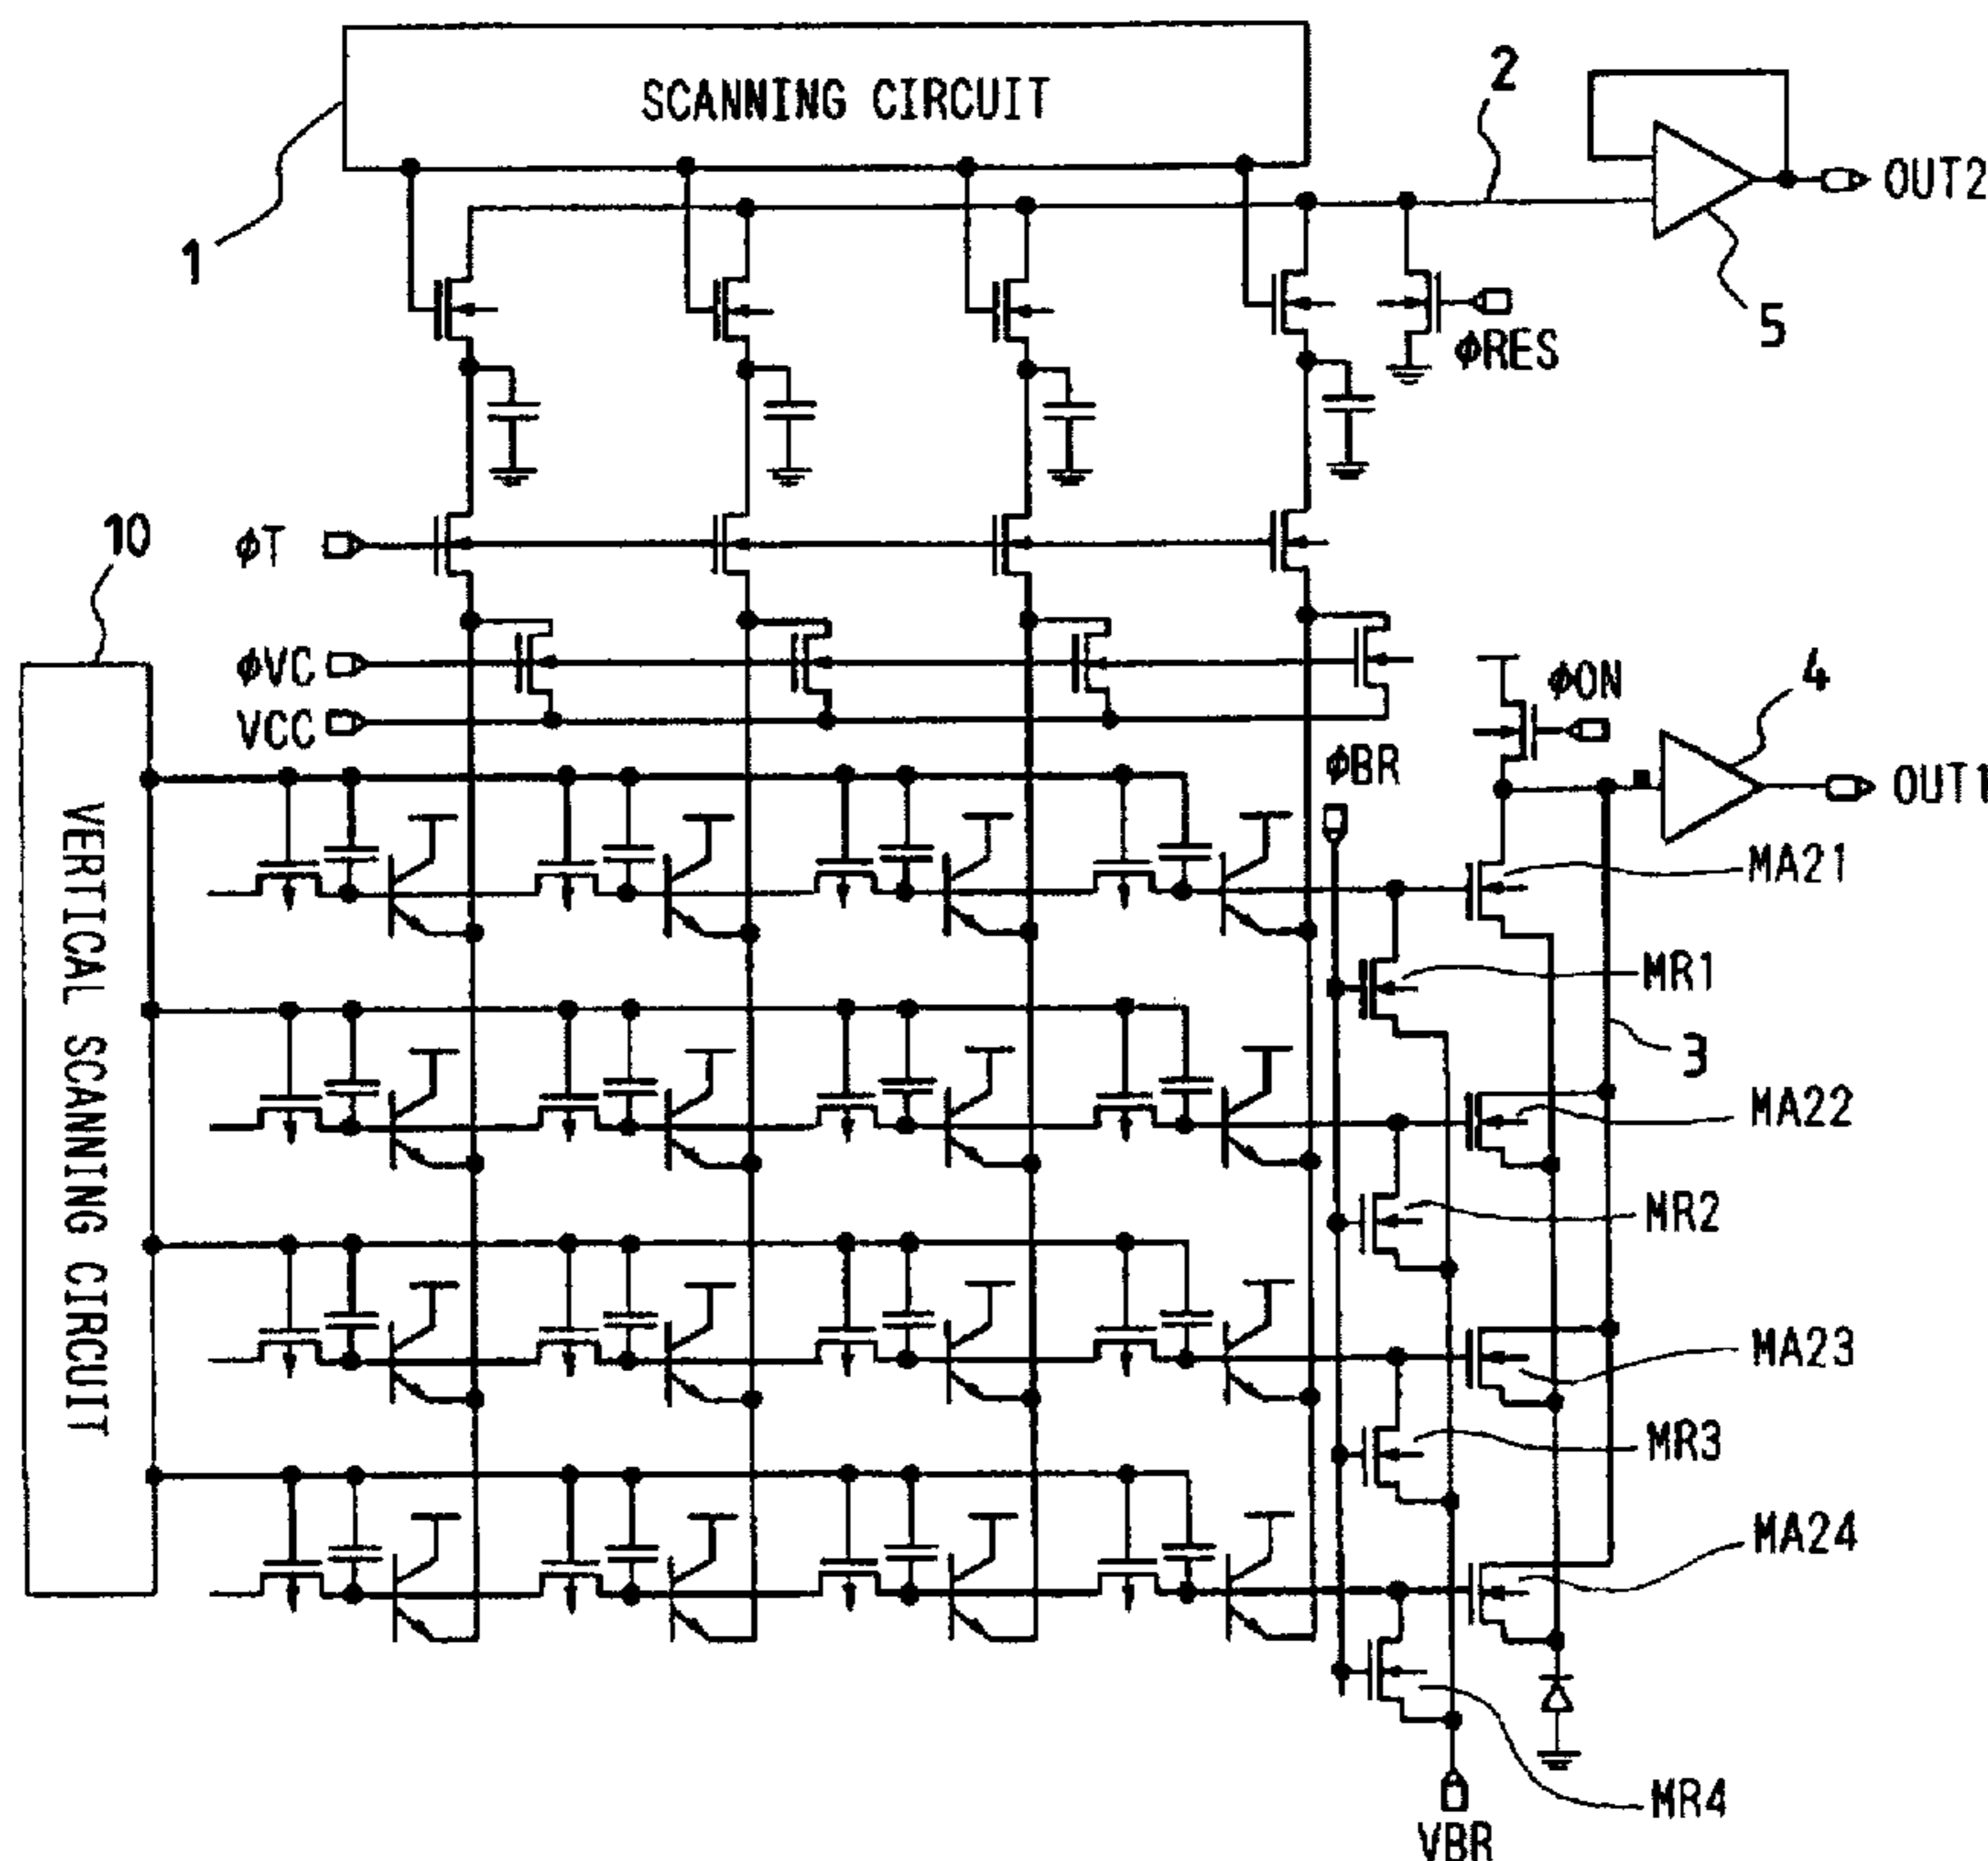 SCANNING CIRCUIT
2
OUT2
1
5
ϕRES
10
ϕT
ϕVC
VCC
ϕON
4
ϕBR
OUT1
VERTICAL SCANNING CIRCUIT
MA21
MR1
3
MA22
MR2
MA23
MR3
MA24
MR4
VBR